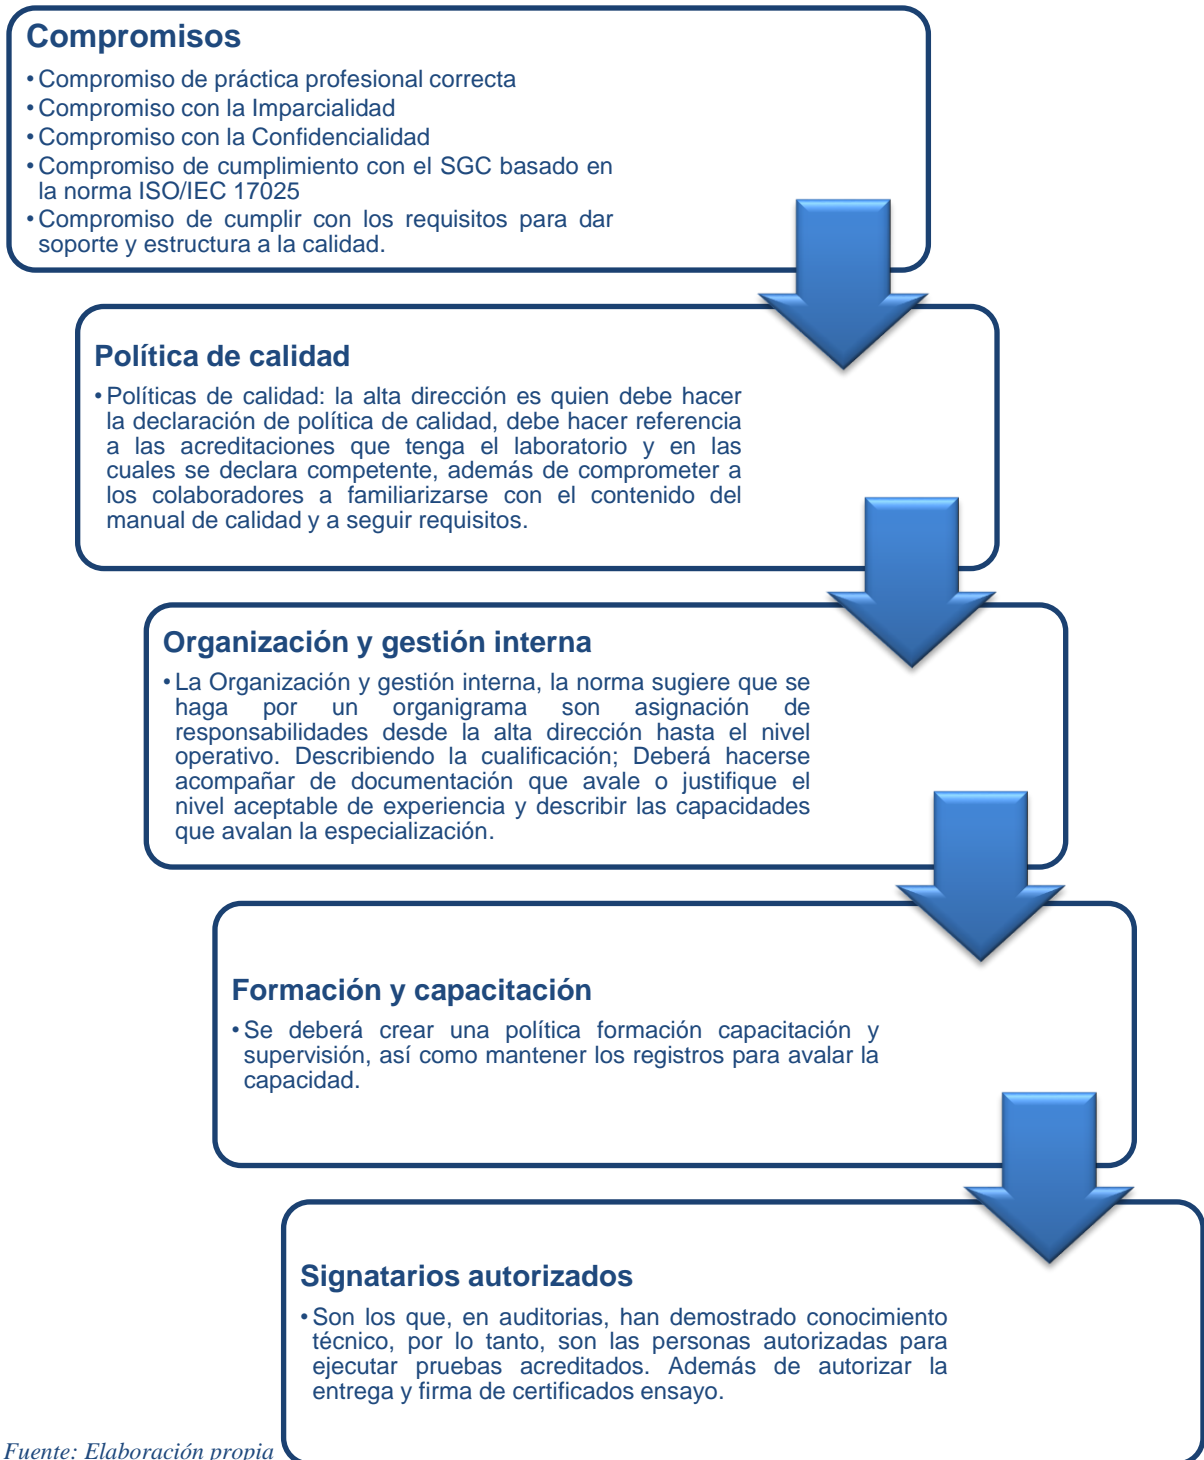 Compromisos
• Compromiso de práctica profesional correcta
• Compromiso con la Imparcialidad
• Compromiso con la Confidencialidad
• Compromiso de cumplimiento con el SGC basado en
la norma ISO/IEC 17025
• Compromiso de cumplir con los requisitos para dar
soporte y estructura a la calidad.
Política de calidad
• Políticas de calidad: la alta dirección es quien debe hacer
la declaración de política de calidad, debe hacer referencia
a las acreditaciones que tenga el laboratorio y en las
cuales se declara competente, además de comprometer a
los colaboradores a familiarizarse con el contenido del
manual de calidad y a seguir requisitos.
Organización y gestión interna
• La Organización y gestión interna, la norma sugiere que se
haga por un organigrama son asignación de
responsabilidades desde la alta dirección hasta el nivel
operativo. Describiendo la cualificación; Deberá hacerse
acompañar de documentación que avale o justifique el
nivel aceptable de experiencia y describir las capacidades
que avalan la especialización.
Formación y capacitación
• Se deberá crear una política formación capacitación y
supervisión, así como mantener los registros para avalar la
capacidad.
Signatarios autorizados
• Son los que, en auditorias, han demostrado conocimiento
técnico, por lo tanto, son las personas autorizadas para
ejecutar pruebas acreditados. Además de autorizar la
entrega y firma de certificados ensayo.
Fuente: Elaboración propia